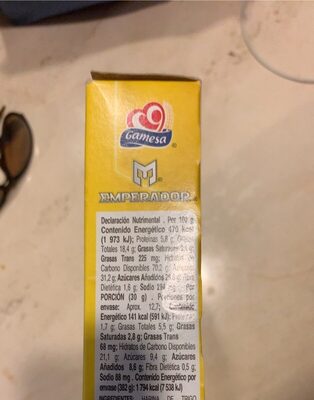 Gamesa
®
EMPERADOR
Declaración Nutrimental . Por 100 g
Contenido Energético 470 kcal
(1 973 kJ); Proteínas 5,8 g;
Totales 18,4 g; Grasas Saturadas
Grasas Trans 225 mg; Hidratos de
Carbono Disponibles 70,2 g; Azúcares
31,2 g; Azúcares Añadidos g; Fibra
Dietética 1,6 g; Sodio 294 mg . Por
PORCIÓN (30 g) . Porciones por
envase: Aprox. 12,7; Contenido
Energético 141 kcal (591 kJ);
1,7 g; Grasas Totales 5,5 g; Grasas
Saturadas 2,8 g; Grasas Trans
68 mg; Hidratos de Carbono Disponibles
21,1 g; Azúcares 9,4 g; Azúcares
Añadidos 8,6 g; Fibra Dietética 0,5 g;
Sodio 88 mg . Contenido Energético por
envase (382 g): 1 794 kcal (7 538 kJ)
INGREDIENTES: HARINA DE TRIGO